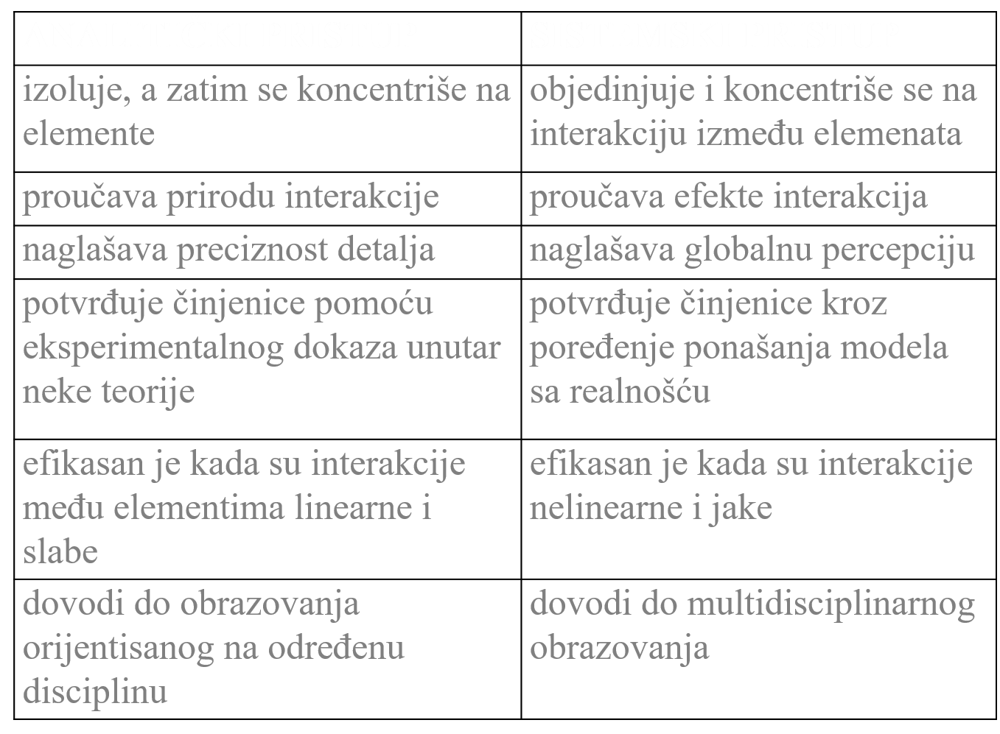 izoluje, a zatim se koncentriše na
elemente
objedinjuje i koncentriše se na
interakciju između elemenata
proučava prirodu interakcije
proučava efekte interakcija
naglašava preciznost detalja
naglašava globalnu percepciju
potvrđuje činjenice pomoću
eksperimentalnog dokaza unutar
neke teorije
potvrđuje činjenice kroz
poređenje ponašanja modela
sa realnošću
efikasan je kada su interakcije
među elementima linearne i
slabe
efikasan je kada su interakcije
nelinearne i jake
dovodi do obrazovanja
orijentisanog na određenu
disciplinu
dovodi do multidisciplinarnog
obrazovanja